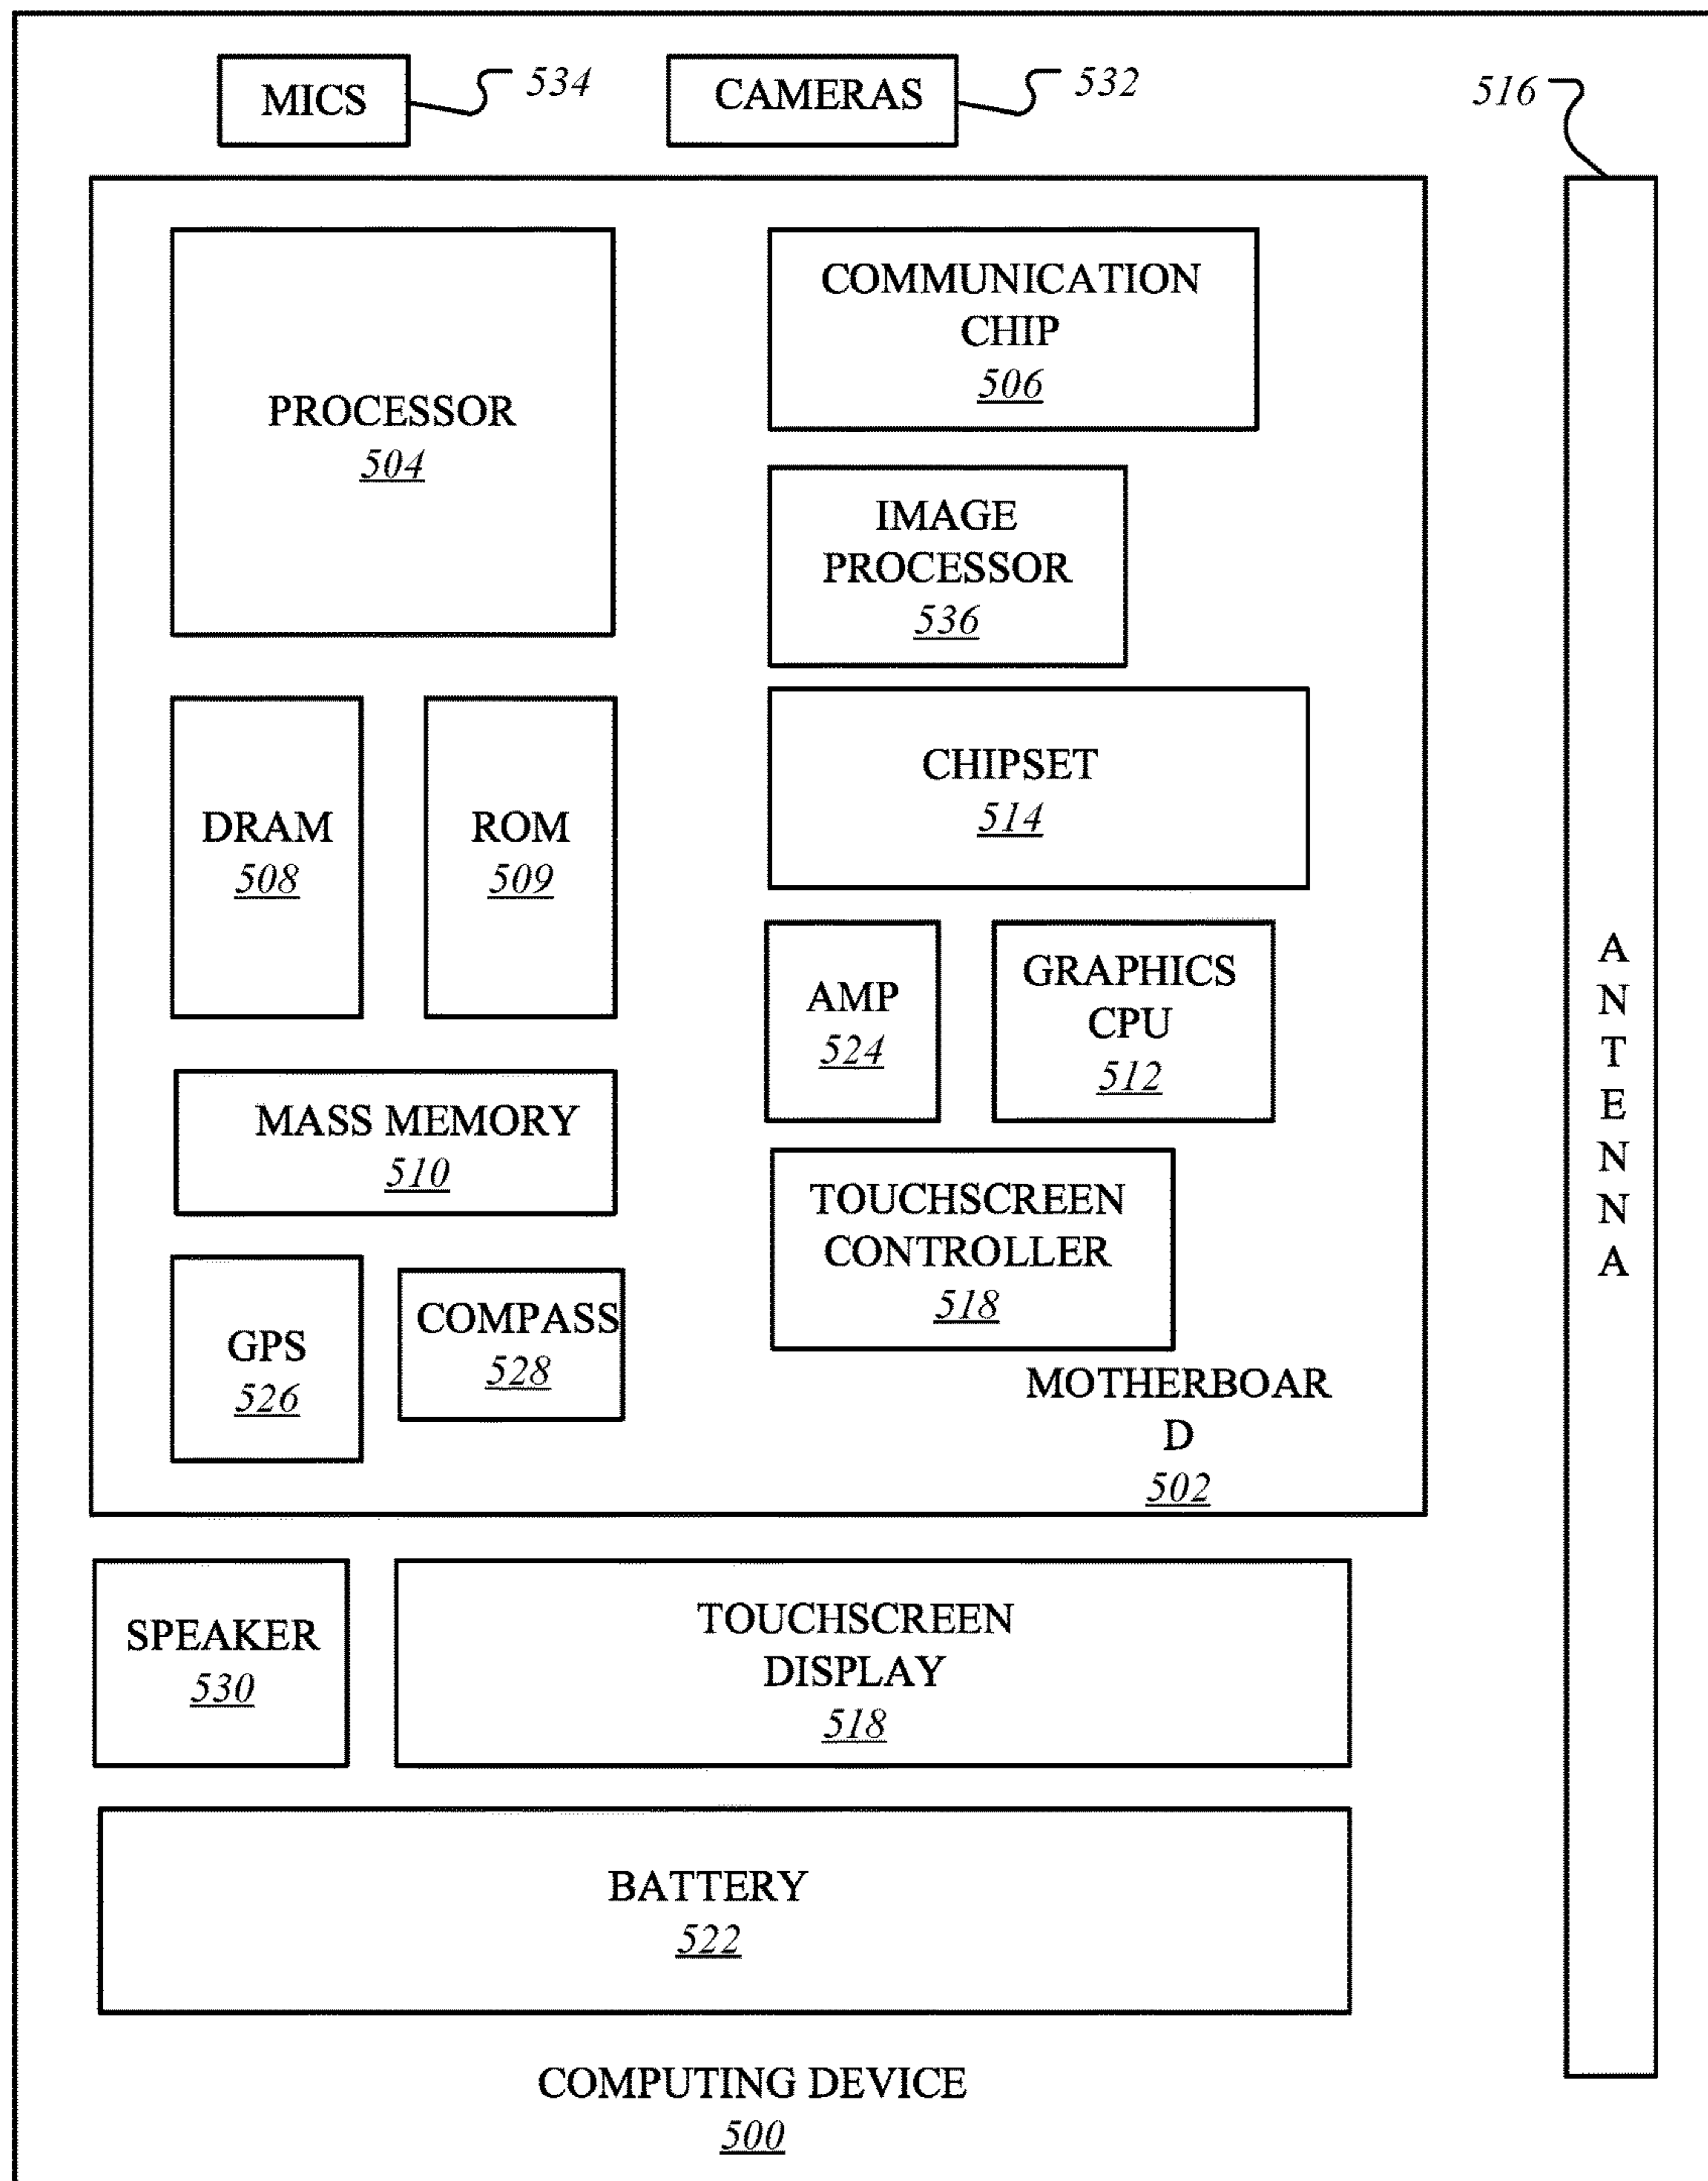 MICS
534
CAMERAS
532
516
PROCESSOR
504
COMMUNICATION
CHIP
506
IMAGE
PROCESSOR
536
CHIPSET
514
DRAM
508
ROM
509
AMP
524
GRAPHICS
CPU
512
MASS MEMORY
510
TOUCHSCREEN
CONTROLLER
518
GPS
526
COMPASS
528
MOTHERBOAR
D
502
A
N
T
E
N
N
A
SPEAKER
530
TOUCHSCREEN
DISPLAY
518
BATTERY
522
COMPUTING DEVICE
500